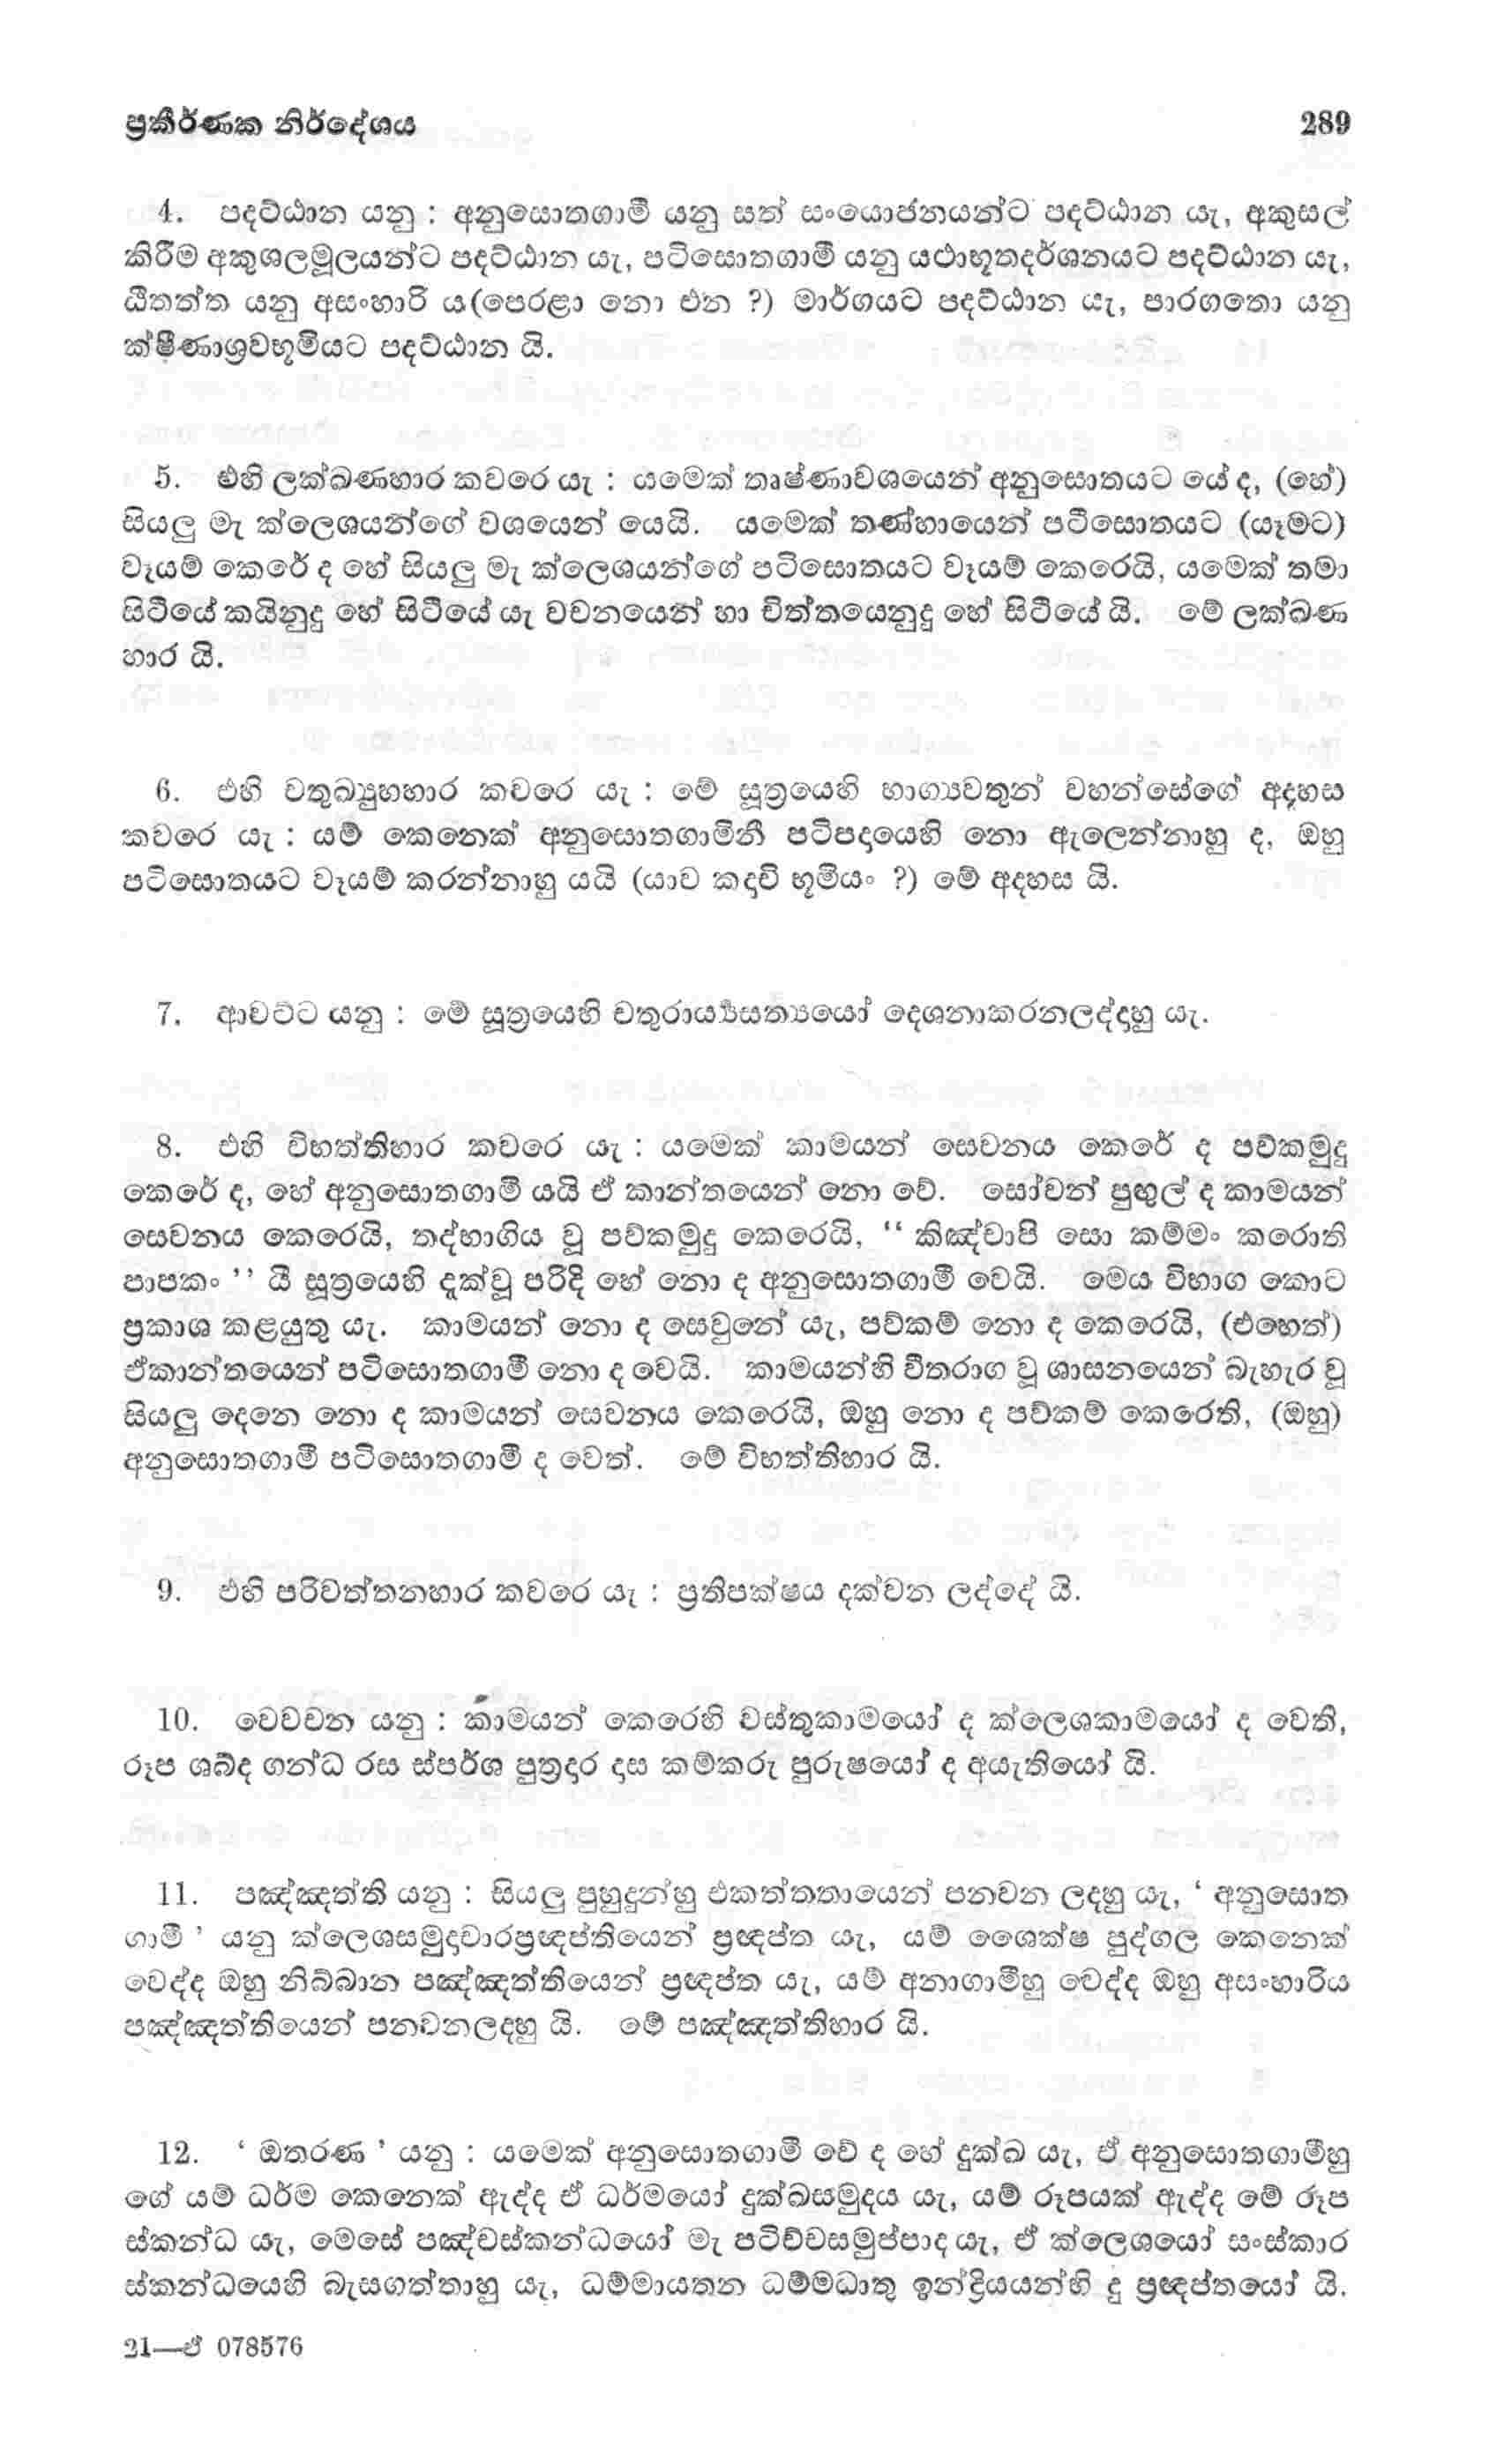 ප්‍රකීර්ණක නිර්දේශය 289
4. පදට්ඨාන යනු : අනුසොතගාමී යනු සත් සංයොජනයන්ට පදට්ඨාන යැ, අකුසල්
කිරීම අකුශලමූලයන්ට පදට්ඨාන යැ, පටිසොතගාමී යනු යථාභූතදර්ශනයට පදට්ඨාන යැ,
ඨිතත්ත යනු අසංහාරි ය(පෙරළා නො එන ?) මාර්ගයට පදට්ඨාන යැ, පාරගතො යනු
ක්ෂීණාශ්‍රවභූමියට පදට්ඨාන යි.
5. එහි ලක්ඛණහාර කවරෙ යැ : යමෙක් තෘෂ්ණාවශයෙන් අනුසොතයට යේ ද, (හේ)
සියලු මැ ක්ලෙශයන්ගේ වශයෙන් යෙයි. යමෙක් තණ්හායෙන් පටිසොතයට (යෑමට)
වෑයම් කෙරේ ද හේ සියලු මැ ක්ලෙශයන්ගේ පටිසොතයට වෑයම් කෙරෙයි, යමෙක් තමා
සිටියේ කයිනුදු හේ සිටියේ යැ වචනයෙන් හා චිත්තයෙනුදු හේ සිටියේ යි. මේ ලක්ඛණ
හාර යි.
6. එහි චතුඛ්‍යුහහාර කවරෙ යැ : මේ සූත්‍රයෙහි භාග්‍යවතුන් වහන්සේගේ අදහස
කවරෙ යැ : යම් කෙනෙක් අනුසොතගාමිනී පටිපදායෙහි නො ඇලෙන්නාහු ද, ඔහු
පටිසොතයට වෑයම් කරන්නාහු යයි (යාව කදාචි භූමියං ?) මේ අදහස යි.
7. ආවට්ට යනු : මේ සූත්‍රයෙහි චතුරාර්‍ය්‍යසත්‍යයෝ දෙශනාකරනලද්දාහු යැ.
8. එහි විභත්තිහාර කවරෙ යැ : යමෙක් කාමයන් සෙවනය කෙරේ ද පව්කමුදු
කෙරේ ද, හේ අනුසොතගාමී යයි ඒ කාන්තයෙන් නො වේ. සෝවන් පුඟුල් ද කාමයන්
සෙවනය කෙරෙයි, තද්භාගිය වූ පව්කමුදු කෙරෙයි, “ කිඤ්චාපි සො කම්මං කරොති
පාපකං ” යී සූත්‍රයෙහි දැක්වූ පරිදි හේ නො ද අනුසොතගාමී වෙයි. මෙය විභාග කොට
ප්‍රකාශ කළයුතු යැ. කාමයන් නො ද සෙවුනේ යැ, පව්කම් නො ද කෙරෙයි, (එහෙත්)
ඒකාන්තයෙන් පටිසොතගාමී නො ද වෙයි. කාමයන්හි වීතරාග වූ ශාසනයෙන් බැහැර වූ
සියලු දෙනෙ නො ද කාමයන් සෙවනය කෙරෙයි, ඔහු නො ද පව්කම් කෙරෙති, (ඔහු)
අනුසොතගාමී පටිසොතගාමී ද වෙත්. මේ විභත්තිහාර යි.
9. එහි පරිවත්තනහාර කවරෙ යැ : ප්‍රතිපක්ෂය දක්වන ලද්දේ යි.
10. වෙවචන යනු : කාමයන් කෙරෙහි වස්තුකාමයෝ ද ක්ලෙශකාමයෝ ද වෙති,
රූප ශබ්ද ගන්ධ රස ස්පර්ශ පුත්‍රදාර දාස කම්කරු පුරුෂයෝ ද අයැතියෝ යි.
11. පඤ්ඤත්ති යනු : සියලු පුහුදුන්හු එකත්තතායෙන් පනවන ලදහු යැ, ‘ අනුසොත
ගාමී ’ යනු ක්ලෙශසමුදාචාරප්‍රඥප්තියෙන් ප්‍රඥප්ත යැ, යම් ශෛක්ෂ පුද්ගල කෙනෙක්
වෙද්ද ඔහු නිබ්බාන පඤ්ඤත්තියෙන් ප්‍රඥප්ත යැ, යම් අනාගාමීහු වෙද්ද ඔහු අසංහාරිය
පඤ්ඤත්තියෙන් පනවනලදහු යි. මේ පඤ්ඤත්තිහාර යි.
12. ‘ ඔතරණ ’ යනු : යමෙක් අනුසොතගාමී වේ ද හේ දුක්ඛ යැ, ඒ අනුසොතගාමීහු
ගේ යම් ධර්ම කෙනෙක් ඇද්ද ඒ ධර්මයෝ දුක්ඛසමුදය යැ, යම් රූපයක් ඇද්ද මේ රූප
ස්කන්ධ යැ, මෙසේ පඤ්චස්කන්ධයෝ මැ පටිච්චසමුප්පාද යැ, ඒ ක්ලෙශයෝ සංස්කාර
ස්කන්ධයෙහි බැසගත්තාහු යැ, ධම්මායතන ධම්මධාතු ඉන්ද්‍රියයන්හි දු ප්‍රඥප්තයෝ යි.
21—ඒ 078576